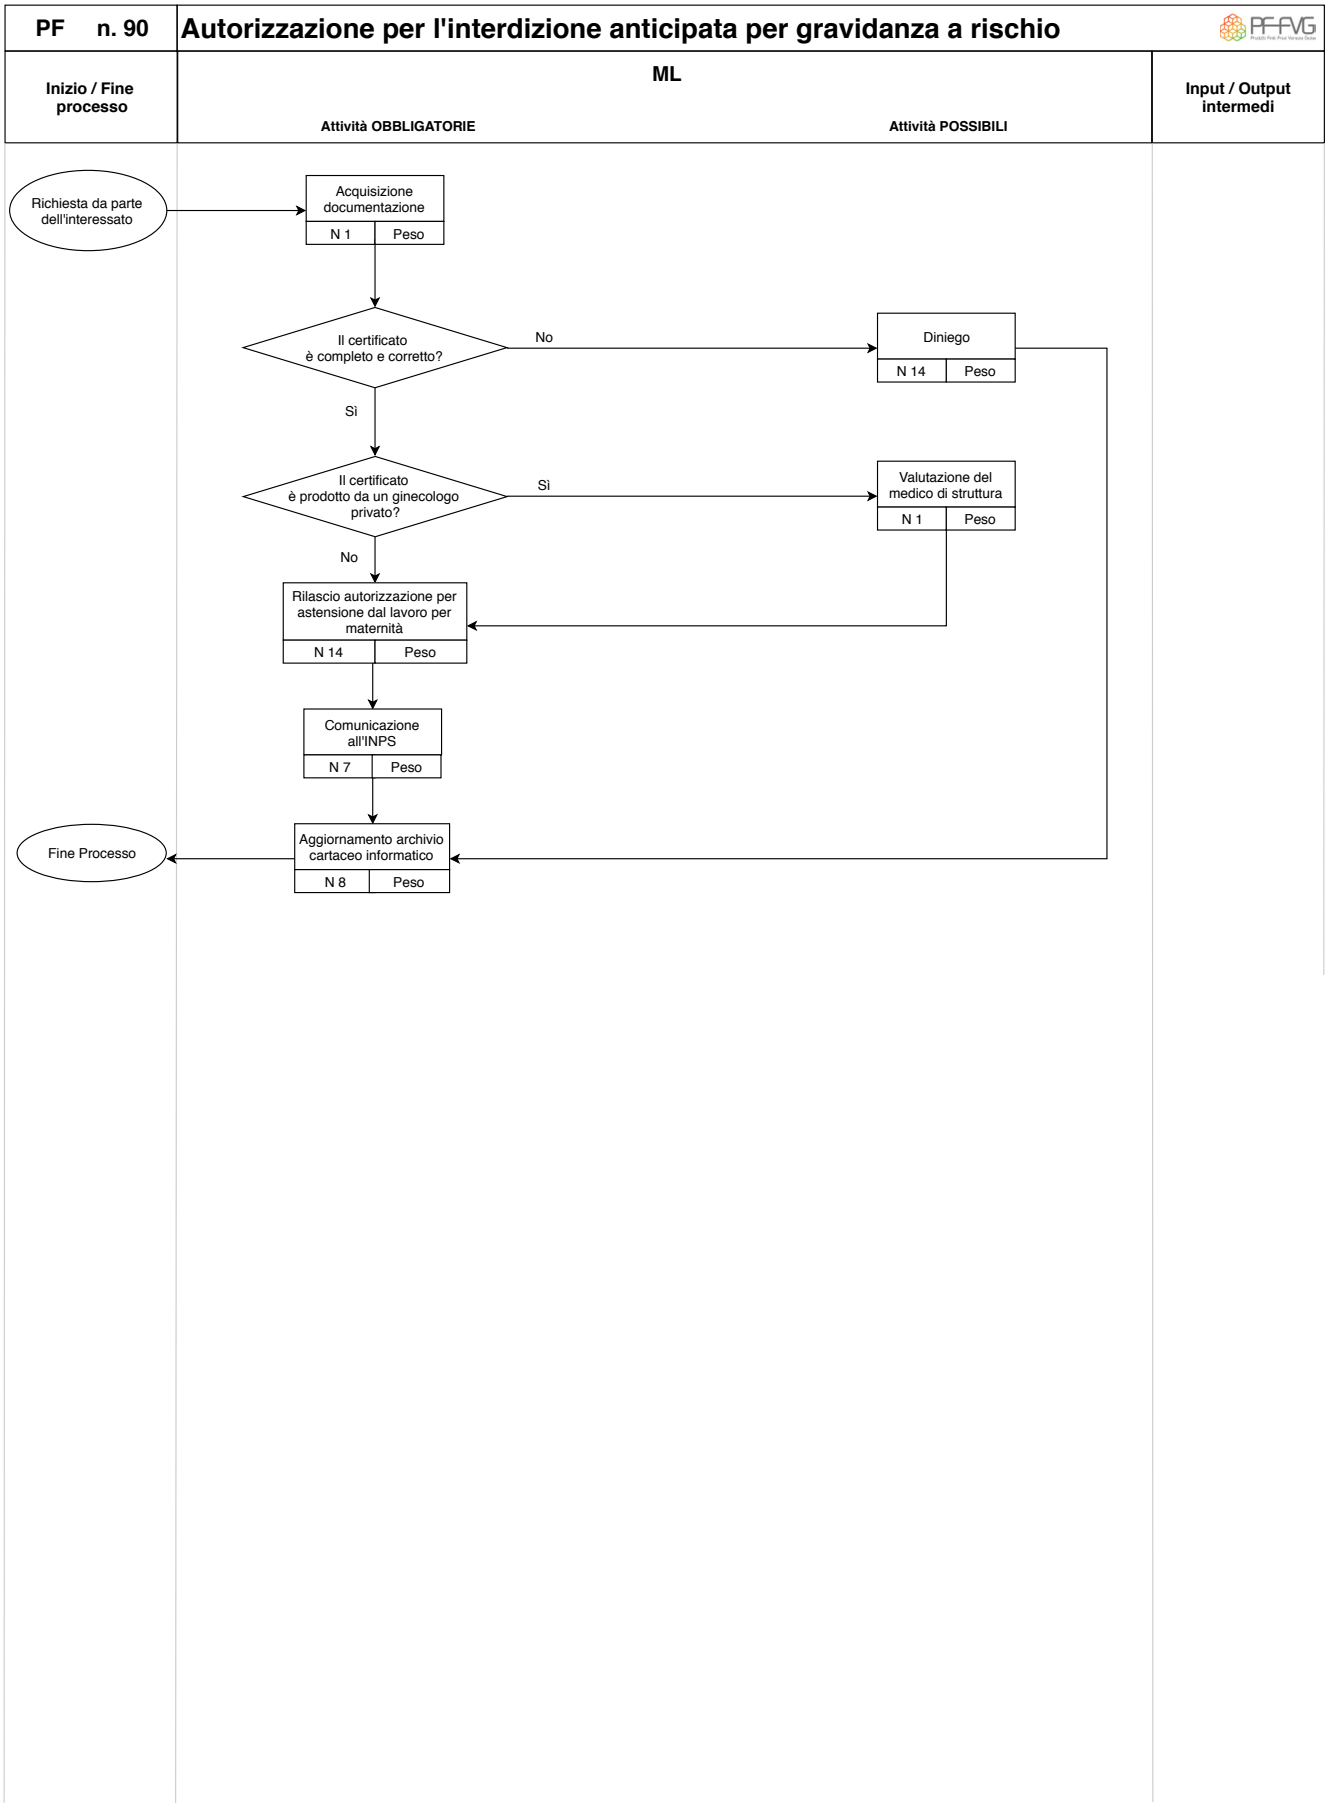 PF n. 90
Autorizzazione per l'interdizione anticipata per gravidanza a rischio
PF-FVG
Inizio / Fine
processo
ML
Attività OBBLIGATORIE
Attività POSSIBILI
Input / Output
intermedi
Richiesta da parte
dell'interessato
Acquisizione
documentazione
N 1 Peso
Il certificato
è completo e corretto?
No
Diniego
N 14 Peso
Sì
Il certificato
è prodotto da un ginecologo
privato?
Sì
Valutazione del
medico di struttura
N 1 Peso
No
Rilascio autorizzazione per
astensione dal lavoro per
maternità
N 14 Peso
Comunicazione
all'INPS
N 7 Peso
Fine Processo
Aggiornamento archivio
cartaceo informatico
N 8 Peso